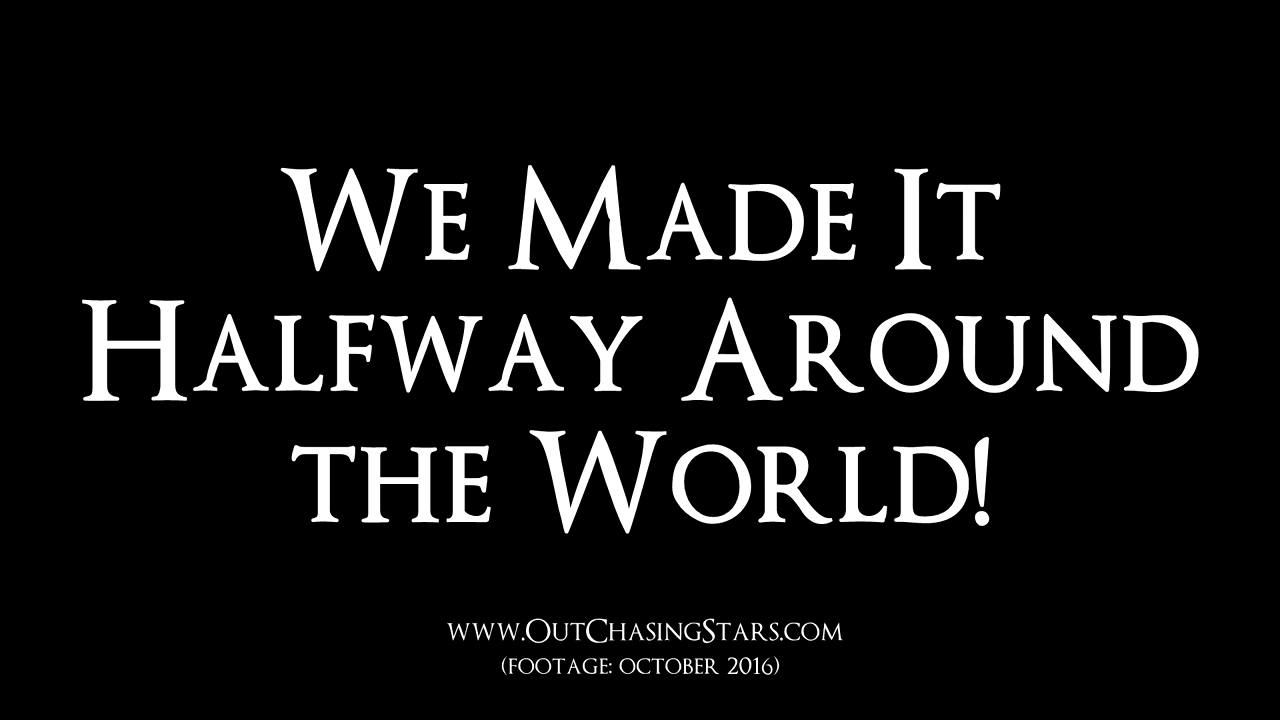 We Made It
Halfway Around
the World!
www.OutChasingStars.com
(footage: october 2016)